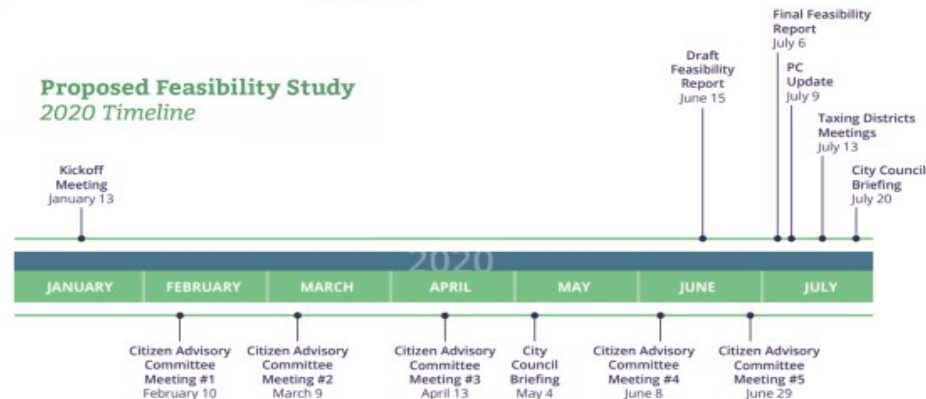 Proposed Feasibility Study
2020 Timeline
Kickoff
Meeting
January 13
Draft
Feasibility
Report
June 15
Final Feasibility
Report
July 6
PC
Update
July 9
Taxing Districts
Meetings
July 13
City Council
Briefing
July 20
2020
JANUARY
FEBRUARY
MARCH
APRIL
MAY
JUNE
JULY
Citizen Advisory
Committee
Meeting #1
February 10
Citizen Advisory
Committee
Meeting #2
March 9
Citizen Advisory
Committee
Meeting #3
April 13
City
Council
Briefing
May 4
Citizen Advisory
Committee
Meeting #4
June 8
Citizen Advisory
Committee
Meeting #5
June 29